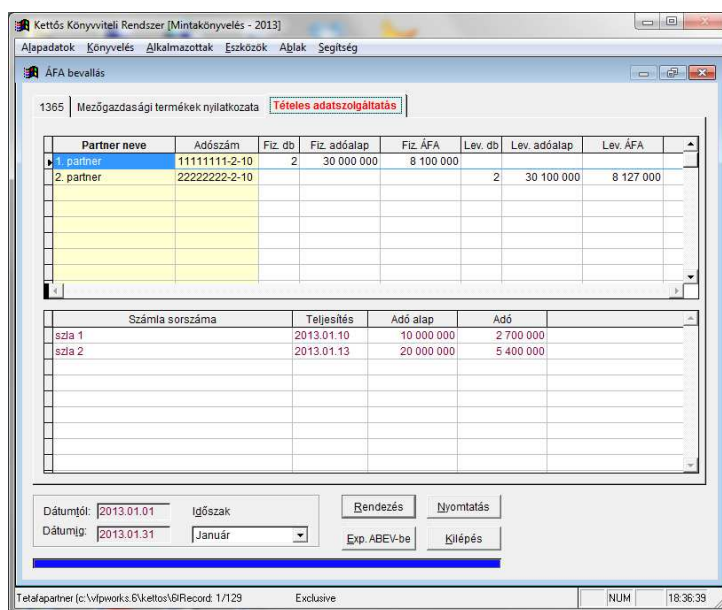 Kettős Könyvviteli Rendszer [Mintakönyvelés - 2013]
Alapadatok Könyvelés Alkalmazottak Eszközök Ablak Segítség
ÁFA bevallás
1365 Mezőgazdasági termékek nyilatkozata Tételes adatszolgáltatás
Partner neve Adószám Fiz. db Fiz. adóalap Fiz. ÁFA Lev. db Lev. adóalap Lev. ÁFA
1. partner 11111111-2-10 2 30 000 000 8 100 000
2. partner 22222222-2-10 2 30 100 000 8 127 000
Számla sorszáma Teljesítés Adó alap Adó
szla 1 2013.01.10 10 000 000 2 700 000
szla 2 2013.01.13 20 000 000 5 400 000
Dátumtól: 2013.01.01 Időszak Rendezés Nyomtatás
Dátumig: 2013.01.31 Január Exp. ABEV-be Kilépés
Tetafapartner (c:\vfpworks.6\kettos\6\Record: 1/129 Exclusive NUM 18:36:39